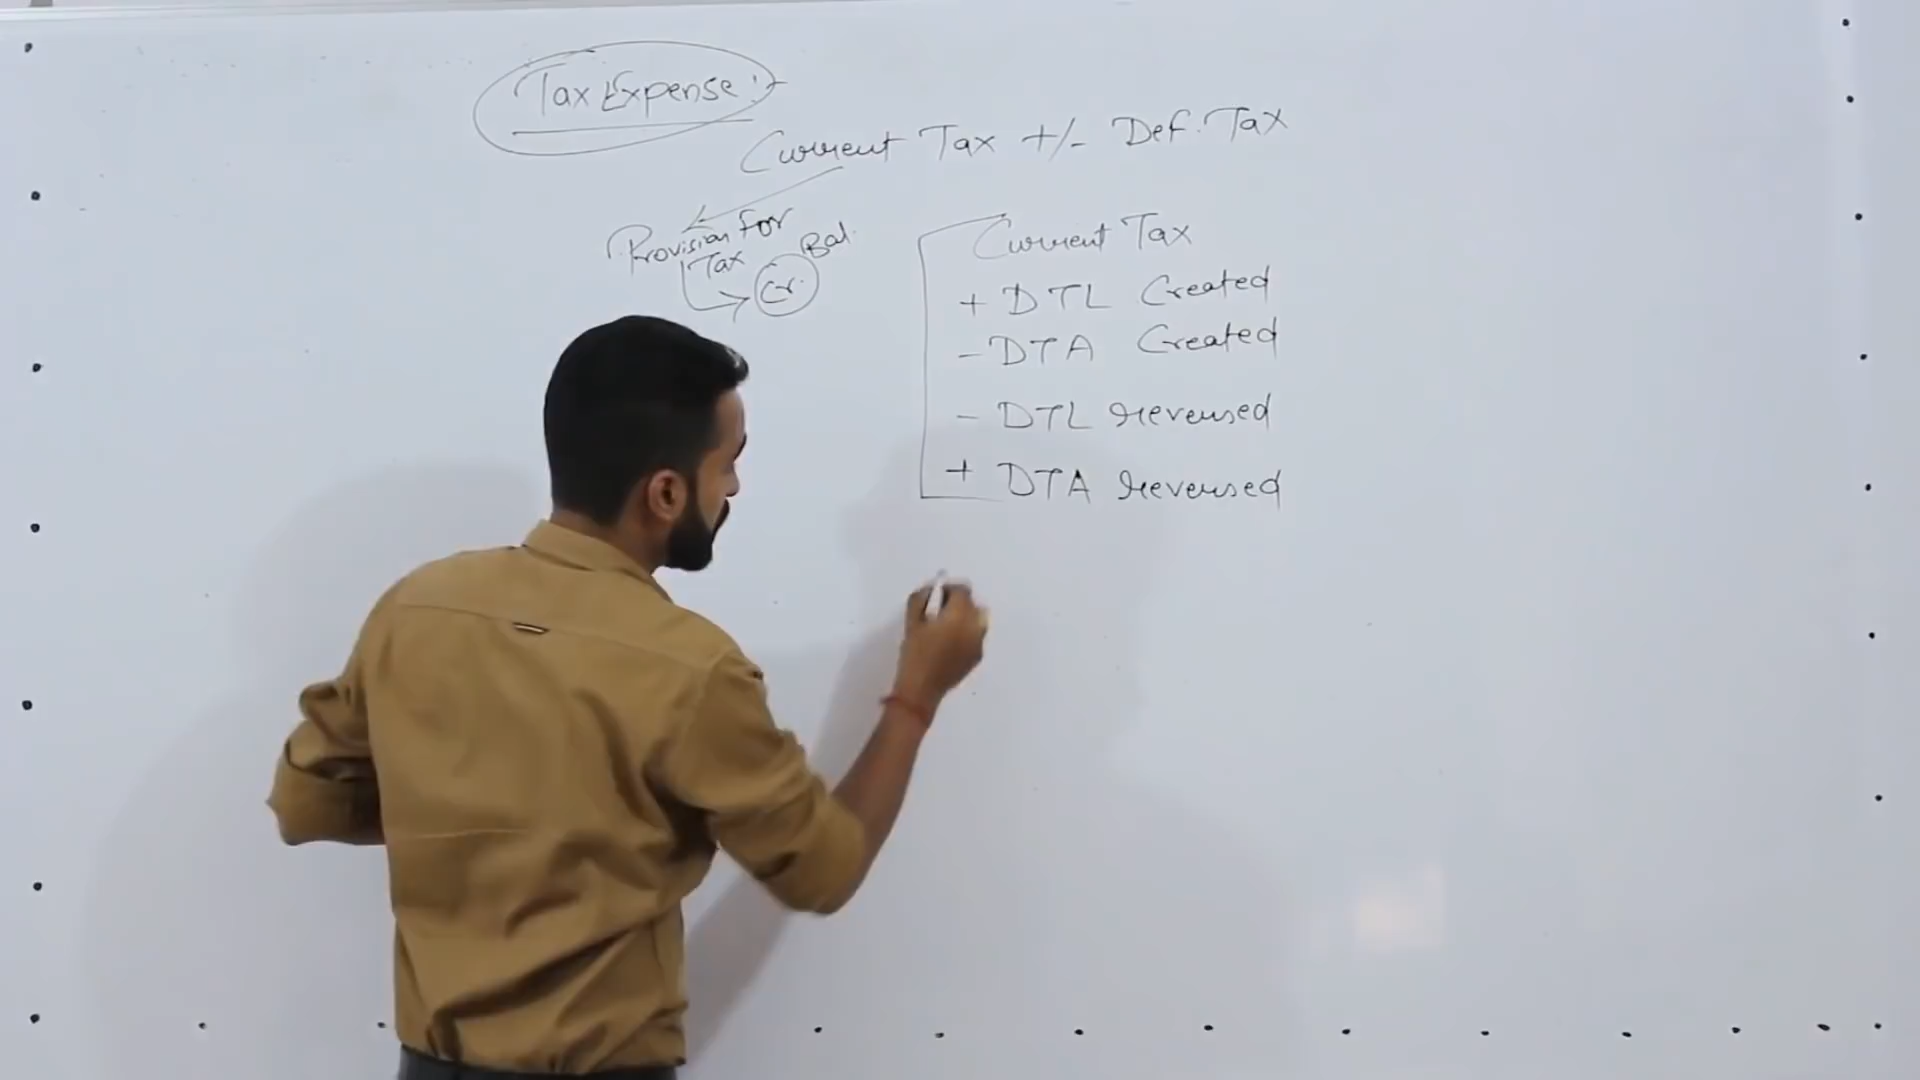 Tax Expense :-
Current Tax +/- Def. Tax
Provision For
Tax
Cr. Bal.
Current Tax
+ DTL Created
- DTA Created
- DTL reversed
+ DTA reversed